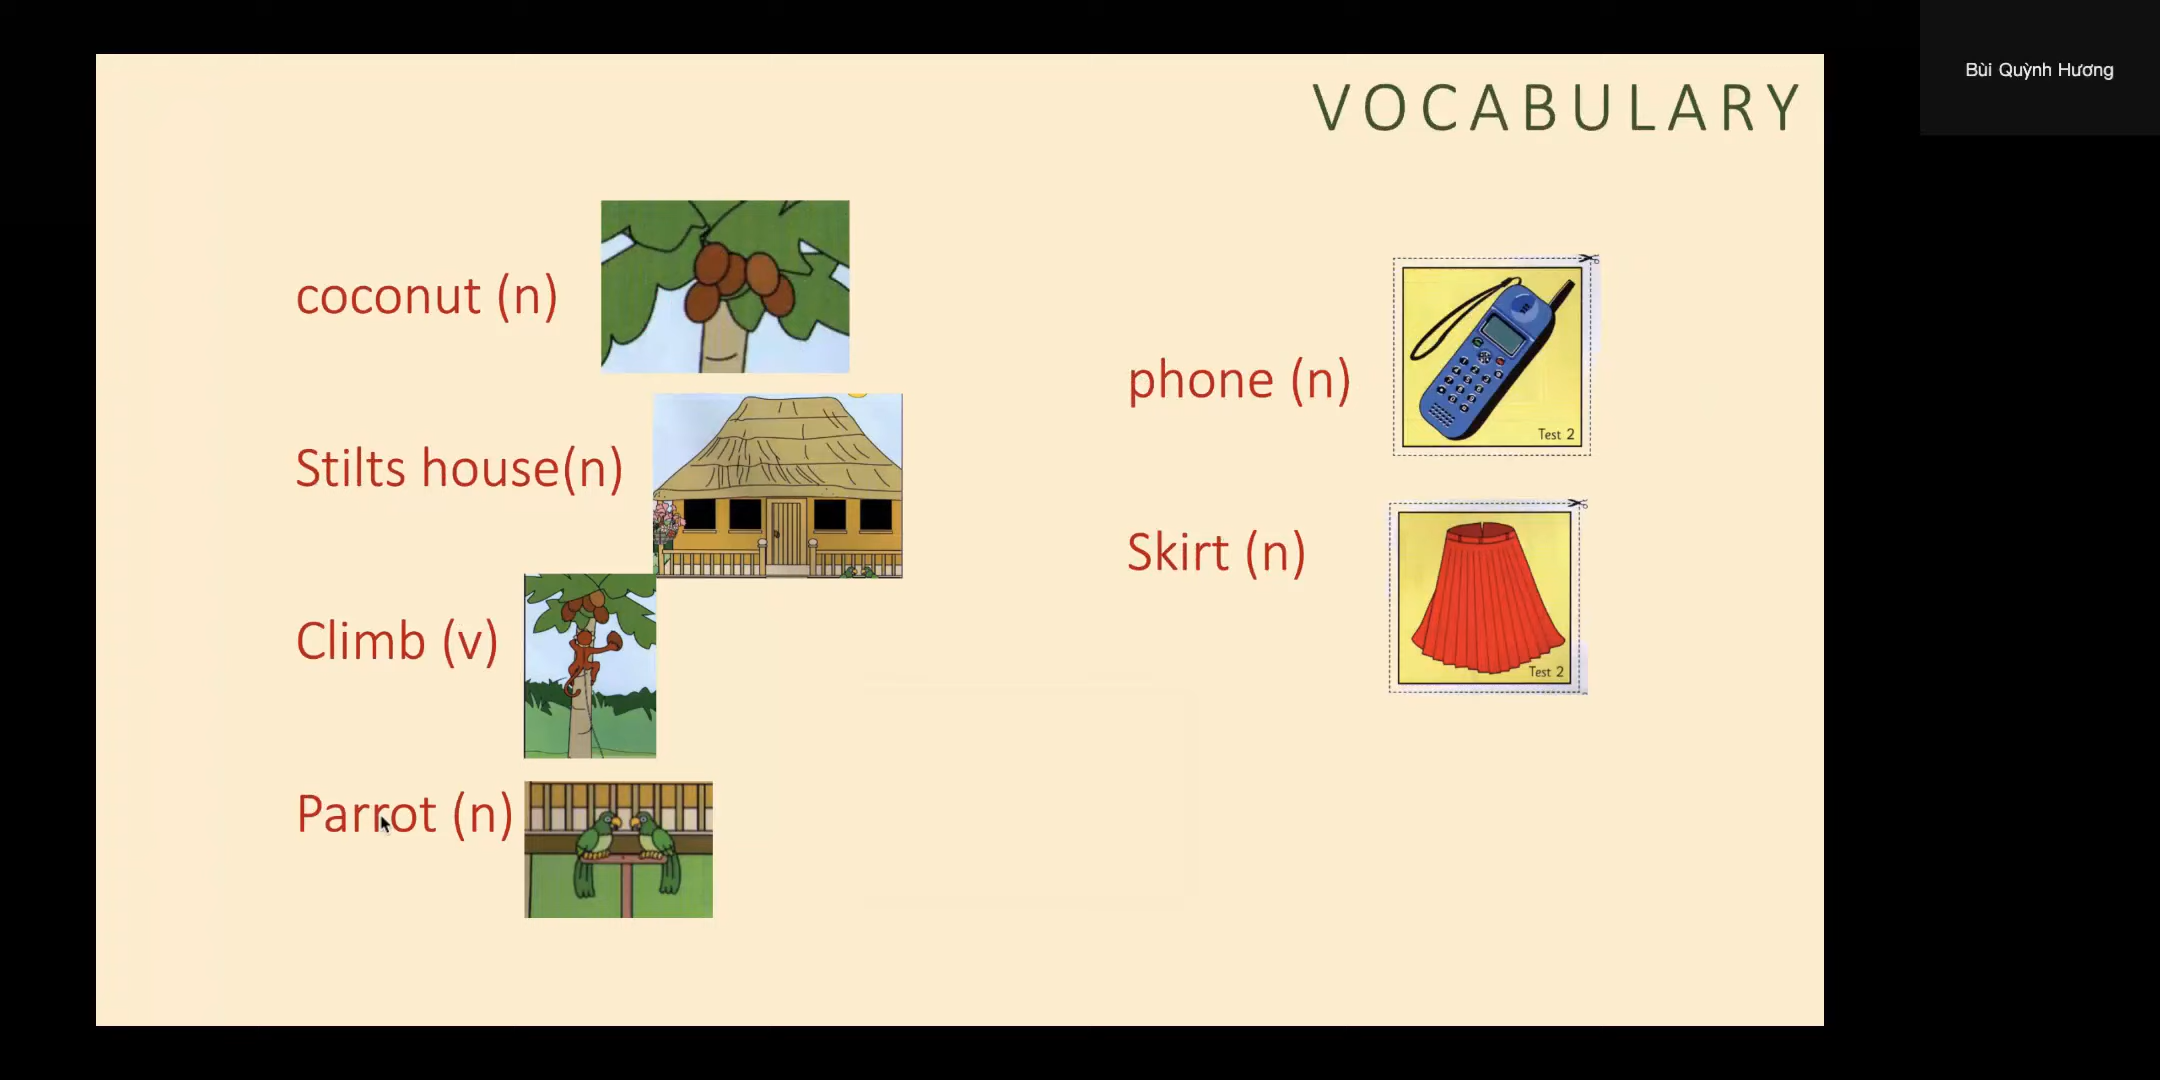 VOCABULARY
Bùi Quỳnh Hương
coconut (n)
Stilts house(n)
Climb (v)
Parrot (n)
phone (n)
Test 2
Skirt (n)
Test 2